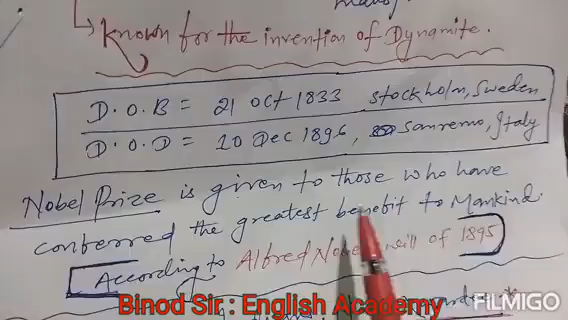 Known for the invention of Dynamite.
D.O.B = 21 Oct 1833 Stockholm, Sweden
D.O.D = 10 Dec 1896, Sanremo, Italy
Nobel Prize is given to those who have
conferred the greatest benefit to Mankind.
According to Alfred Nobel will of 1895
Binod Sir : English Academy
FILMIGO